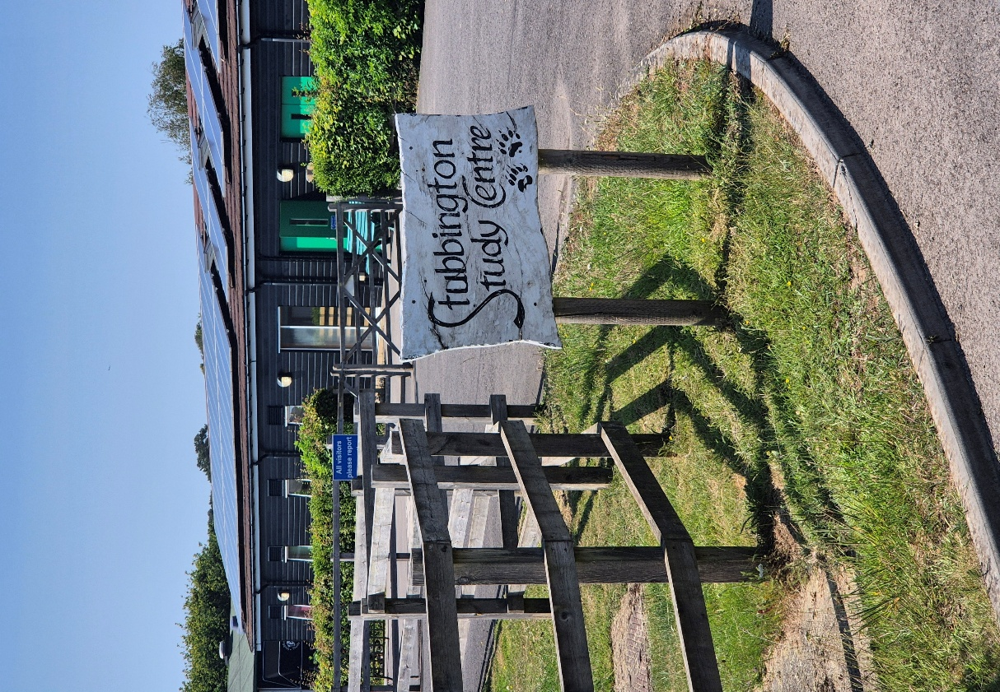 Stubbington
Study Centre
All visitors
please report